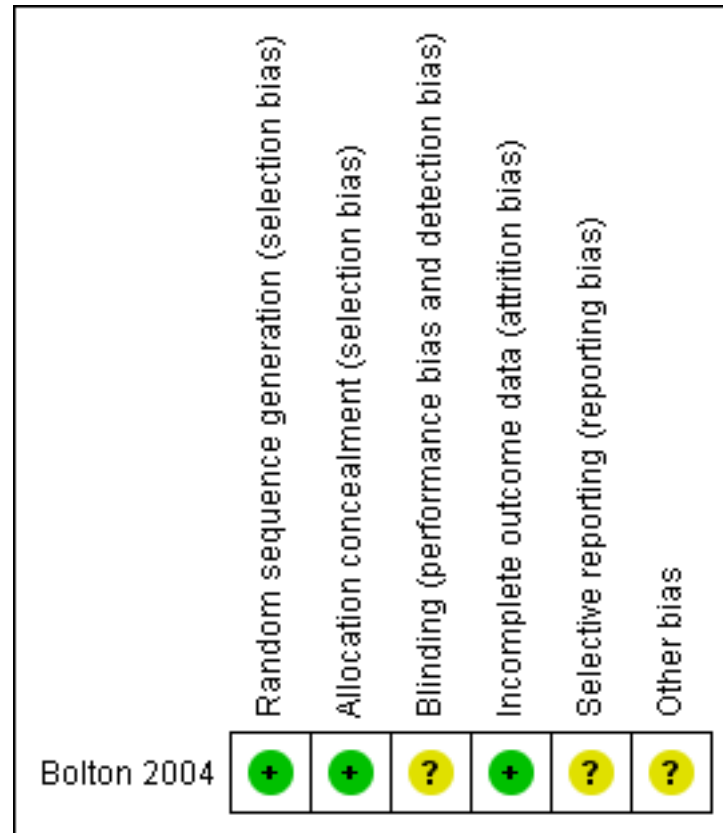 Random sequence generation (selection bias)
Allocation concealment (selection bias)
Blinding (performance bias and detection bias)
Incomplete outcome data (attrition bias)
Selective reporting (reporting bias)
Other bias
Bolton 2004 + + ? + ? ?